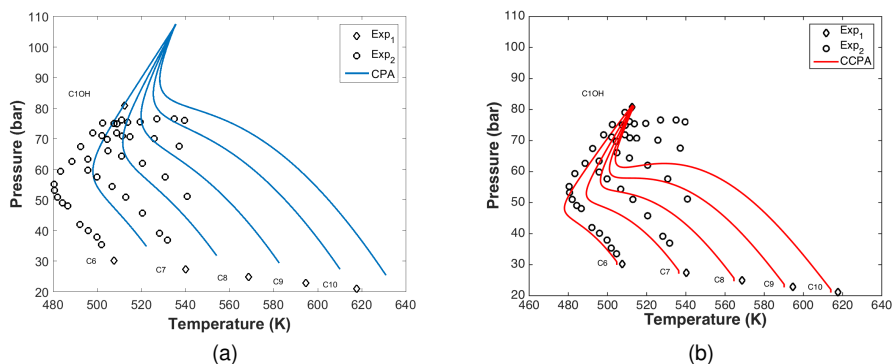 110
100
90
80
70
60
50
40
30
20
Pressure (bar)
480 500 520 540 560 580 600 620 640
Temperature (K)
C1OH
C6
C7
C8
C9
C10
Exp1
Exp2
CPA
(a)
110
100
90
80
70
60
50
40
30
20
Pressure (bar)
460 480 500 520 540 560 580 600 620 640
Temperature (K)
C1OH
C6
C7
C8
C9
C10
Exp1
Exp2
CCPA
(b)